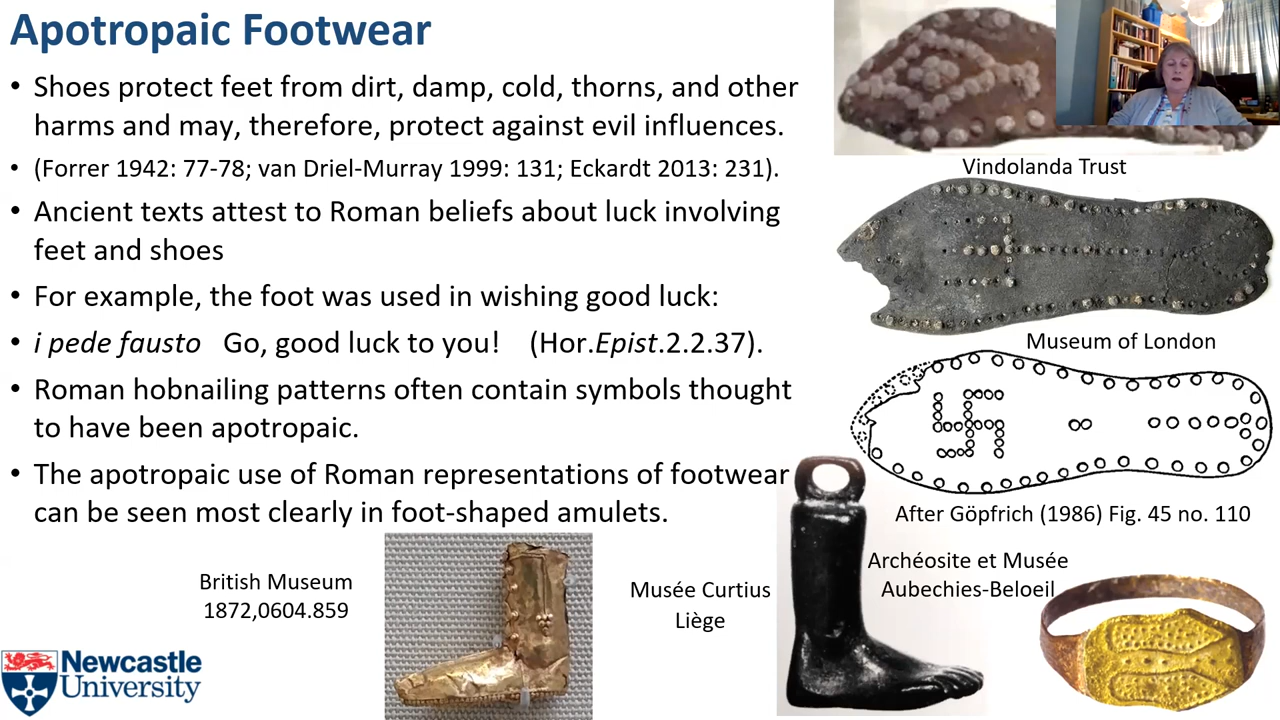 Apotropaic Footwear
• Shoes protect feet from dirt, damp, cold, thorns, and other
harms and may, therefore, protect against evil influences.
• (Forrer 1942: 77-78; van Driel-Murray 1999: 131; Eckardt 2013: 231).
• Ancient texts attest to Roman beliefs about luck involving
feet and shoes
• For example, the foot was used in wishing good luck:
• i pede fausto Go, good luck to you! (Hor.Epist.2.2.37).
• Roman hobnailing patterns often contain symbols thought
to have been apotropaic.
• The apotropaic use of Roman representations of footwear
can be seen most clearly in foot-shaped amulets.
Vindolanda Trust
Museum of London
After Göpfrich (1986) Fig. 45 no. 110
Archéosite et Musée
Aubechies-Beloeil
British Museum
1872,0604.859
Musée Curtius
Liège
Newcastle
University